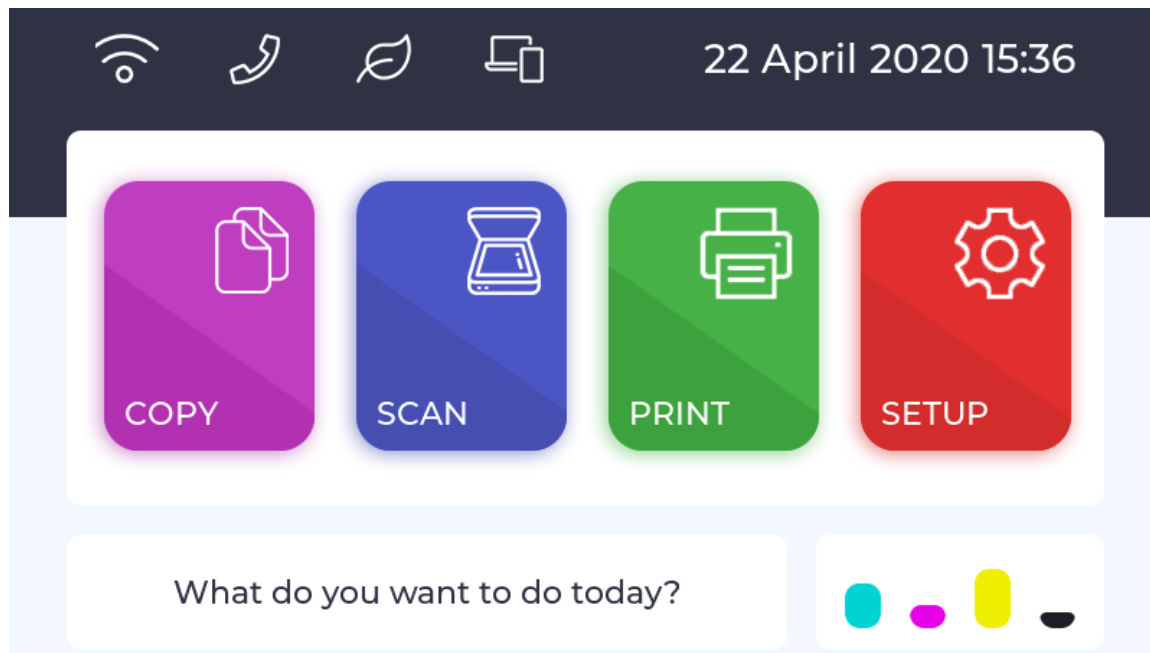 22 April 2020 15:36
COPY
SCAN
PRINT
SETUP
What do you want to do today?